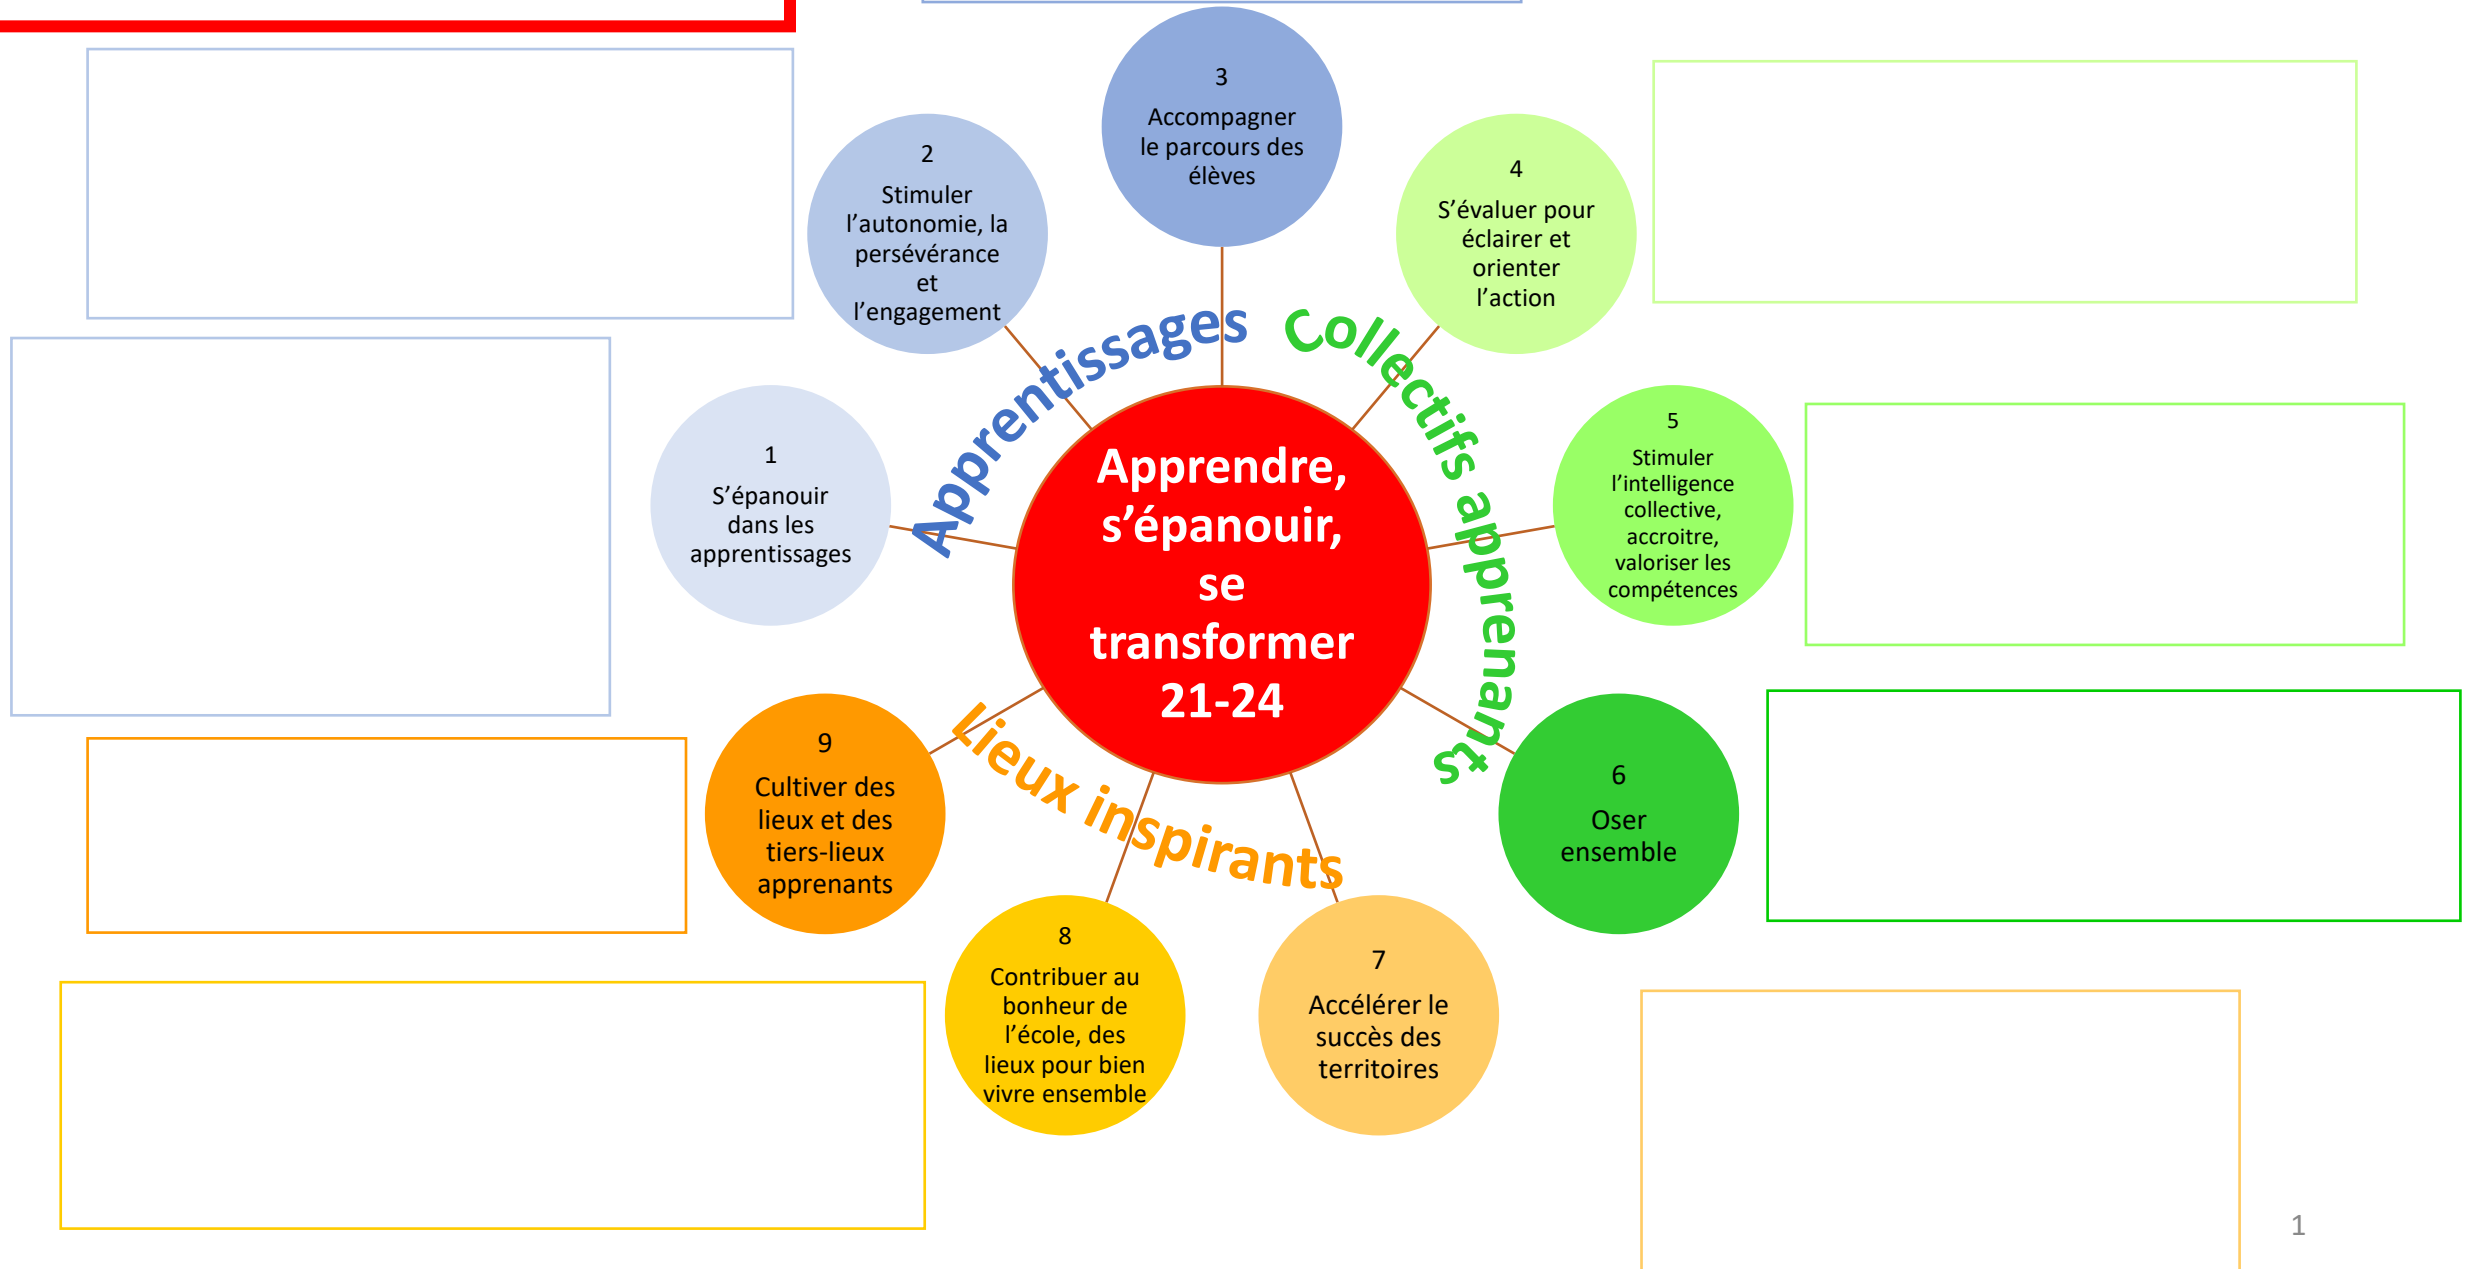 3
Accompagner
le parcours des
élèves
2
Stimuler
l’autonomie, la
persévérance
et
l’engagement
4
S’évaluer pour
éclairer et
orienter
l’action
Apprentissages
Collectifs apprenants
1
S’épanouir
dans les
apprentissages
Apprendre,
s’épanouir,
se
transformer
21-24
5
Stimuler
l’intelligence
collective,
accroitre,
valoriser les
compétences
9
Cultiver des
lieux et des
tiers-lieux
apprenants
Lieux inspirants
6
Oser
ensemble
8
Contribuer au
bonheur de
l’école, des
lieux pour bien
vivre ensemble
7
Accélérer le
succès des
territoires
1